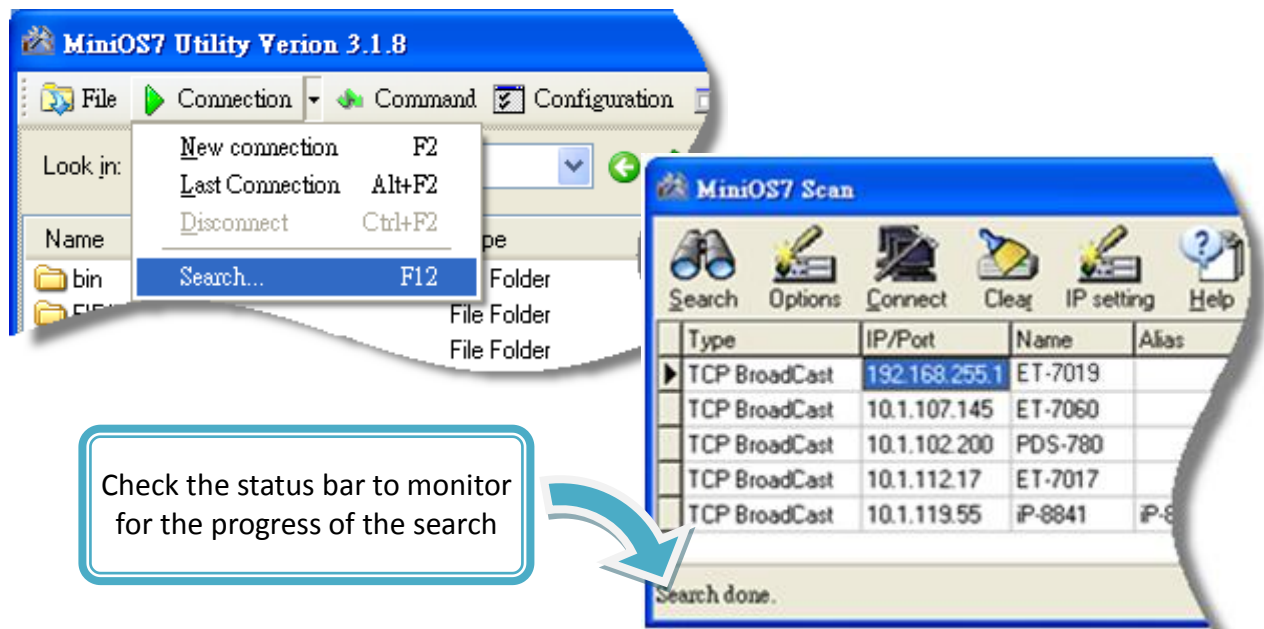 MiniOS7 Utility Verion 3.1.8
File Connection Command Configuration
Look in:
New connection F2
Last Connection Alt+F2
Disconnect Ctrl+F2
Search... F12
Name
bin
Folder
File Folder
File Folder
MiniOS7 Scan
Search Options Connect Clear IP setting Help
Type IP/Port Name Alias
TCP BroadCast 192.168.255.1 ET-7019
TCP BroadCast 10.1.107.145 ET-7060
TCP BroadCast 10.1.102.200 PDS-780
TCP BroadCast 10.1.112.17 ET-7017
TCP BroadCast 10.1.119.55 iP-8841
Search done.
Check the status bar to monitor
for the progress of the search